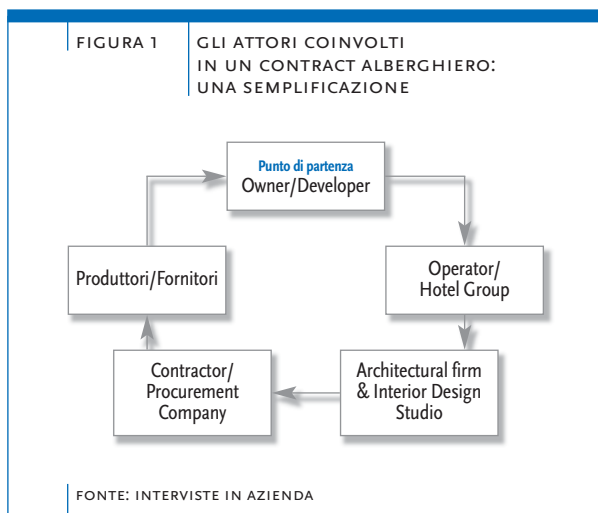 FIGURA 1
GLI ATTORI COINVOLTI
IN UN CONTRACT ALBERGHIERO:
UNA SEMPLIFICAZIONE
Punto di partenza
Owner/Developer
Operator/
Hotel Group
Architectural firm
& Interior Design
Studio
Contractor/
Procurement
Company
Produttori/Fornitori
FONTE: INTERVISTE IN AZIENDA